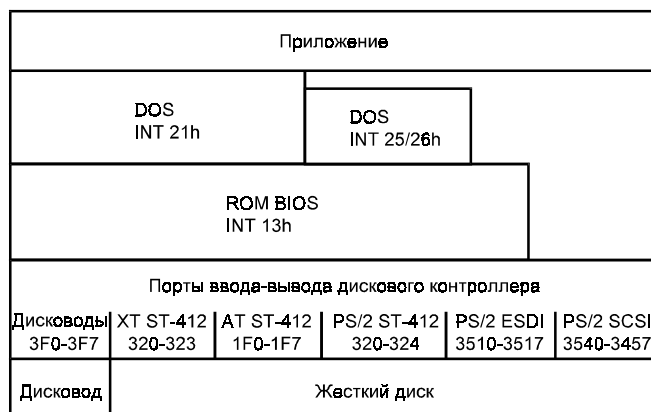 Приложение
DOS
INT 21h
DOS
INT 25/26h
ROM BIOS
INT 13h
Порты ввода-вывода дискового контроллера
Дисководы XT ST-412 AT ST-412 PS/2 ST-412 PS/2 ESDI PS/2 SCSI
3F0-3F7 320-323 1F0-1F7 320-324 3510-3517 3540-3457
Дисковод Жесткий диск